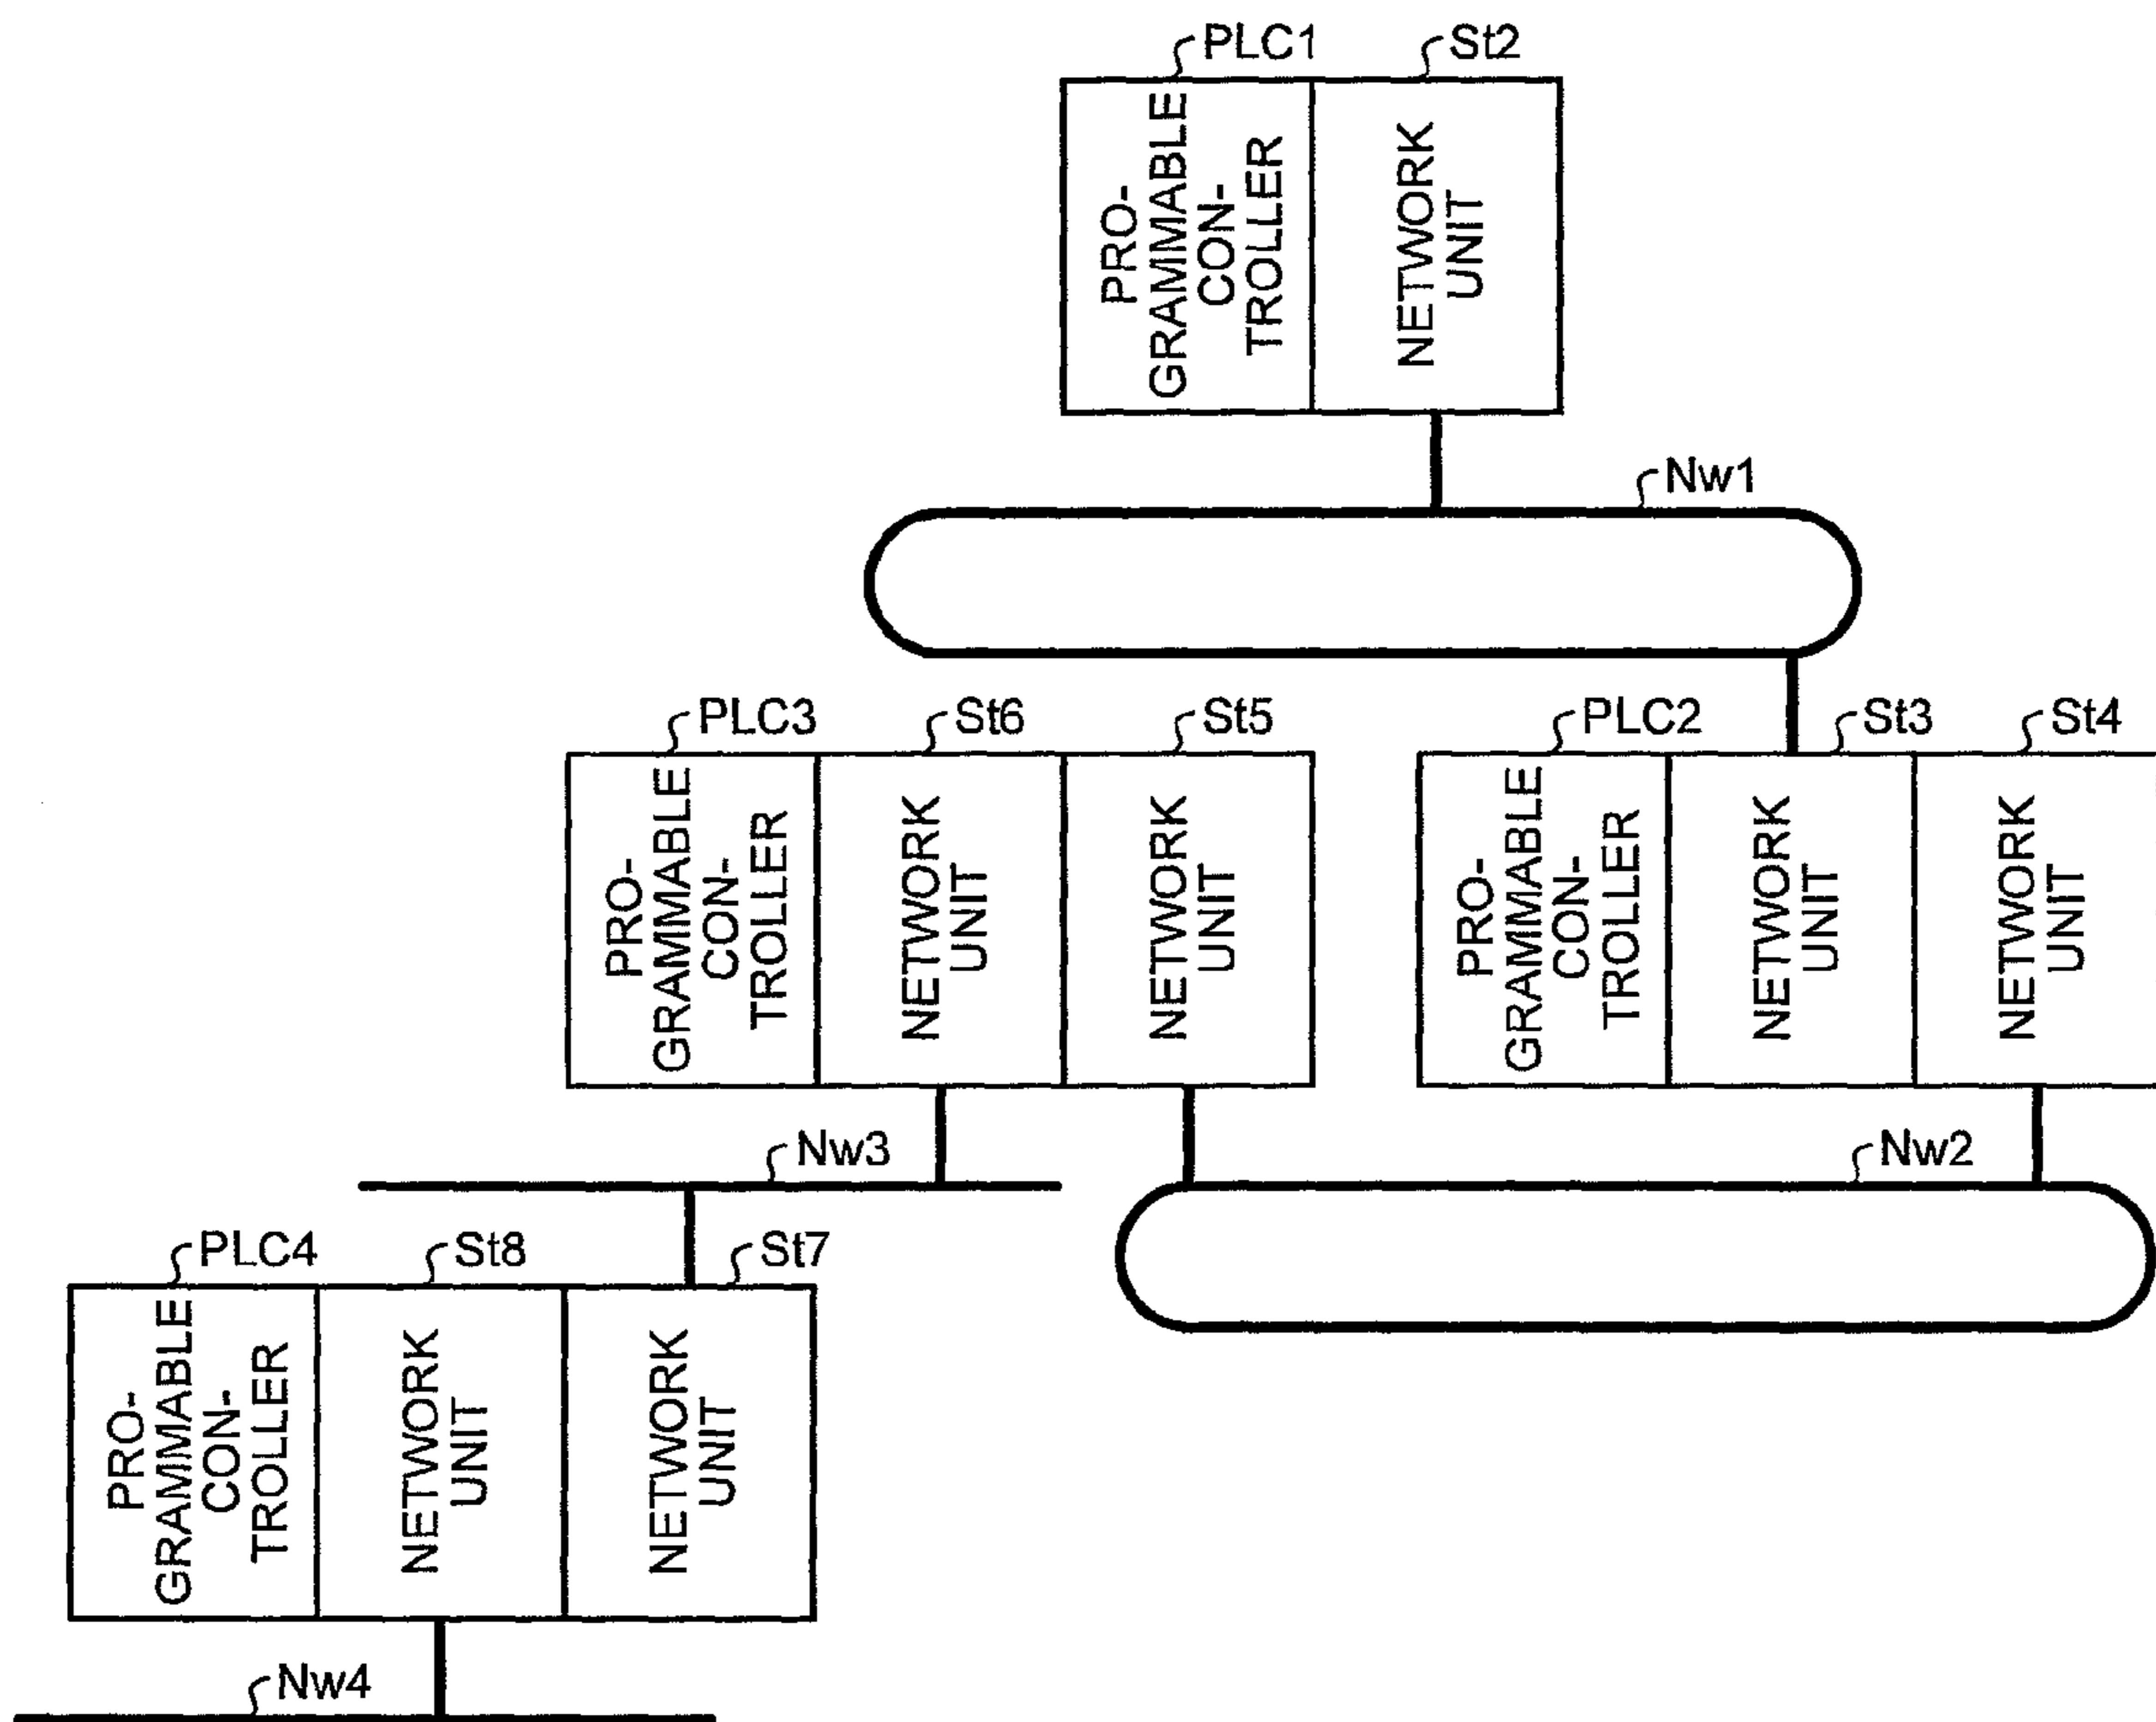 PLC1
St2
PRO-
GRAMMABLE
CON-
TROLLER
NETWORK
UNIT
Nw1
PLC3
St6
St5
PLC2
St3
St4
PRO-
GRAMMABLE
CON-
TROLLER
NETWORK
UNIT
NETWORK
UNIT
PRO-
GRAMMABLE
CON-
TROLLER
NETWORK
UNIT
NETWORK
UNIT
Nw3
Nw2
PLC4
St8
St7
PRO-
GRAMMABLE
CON-
TROLLER
NETWORK
UNIT
NETWORK
UNIT
Nw4